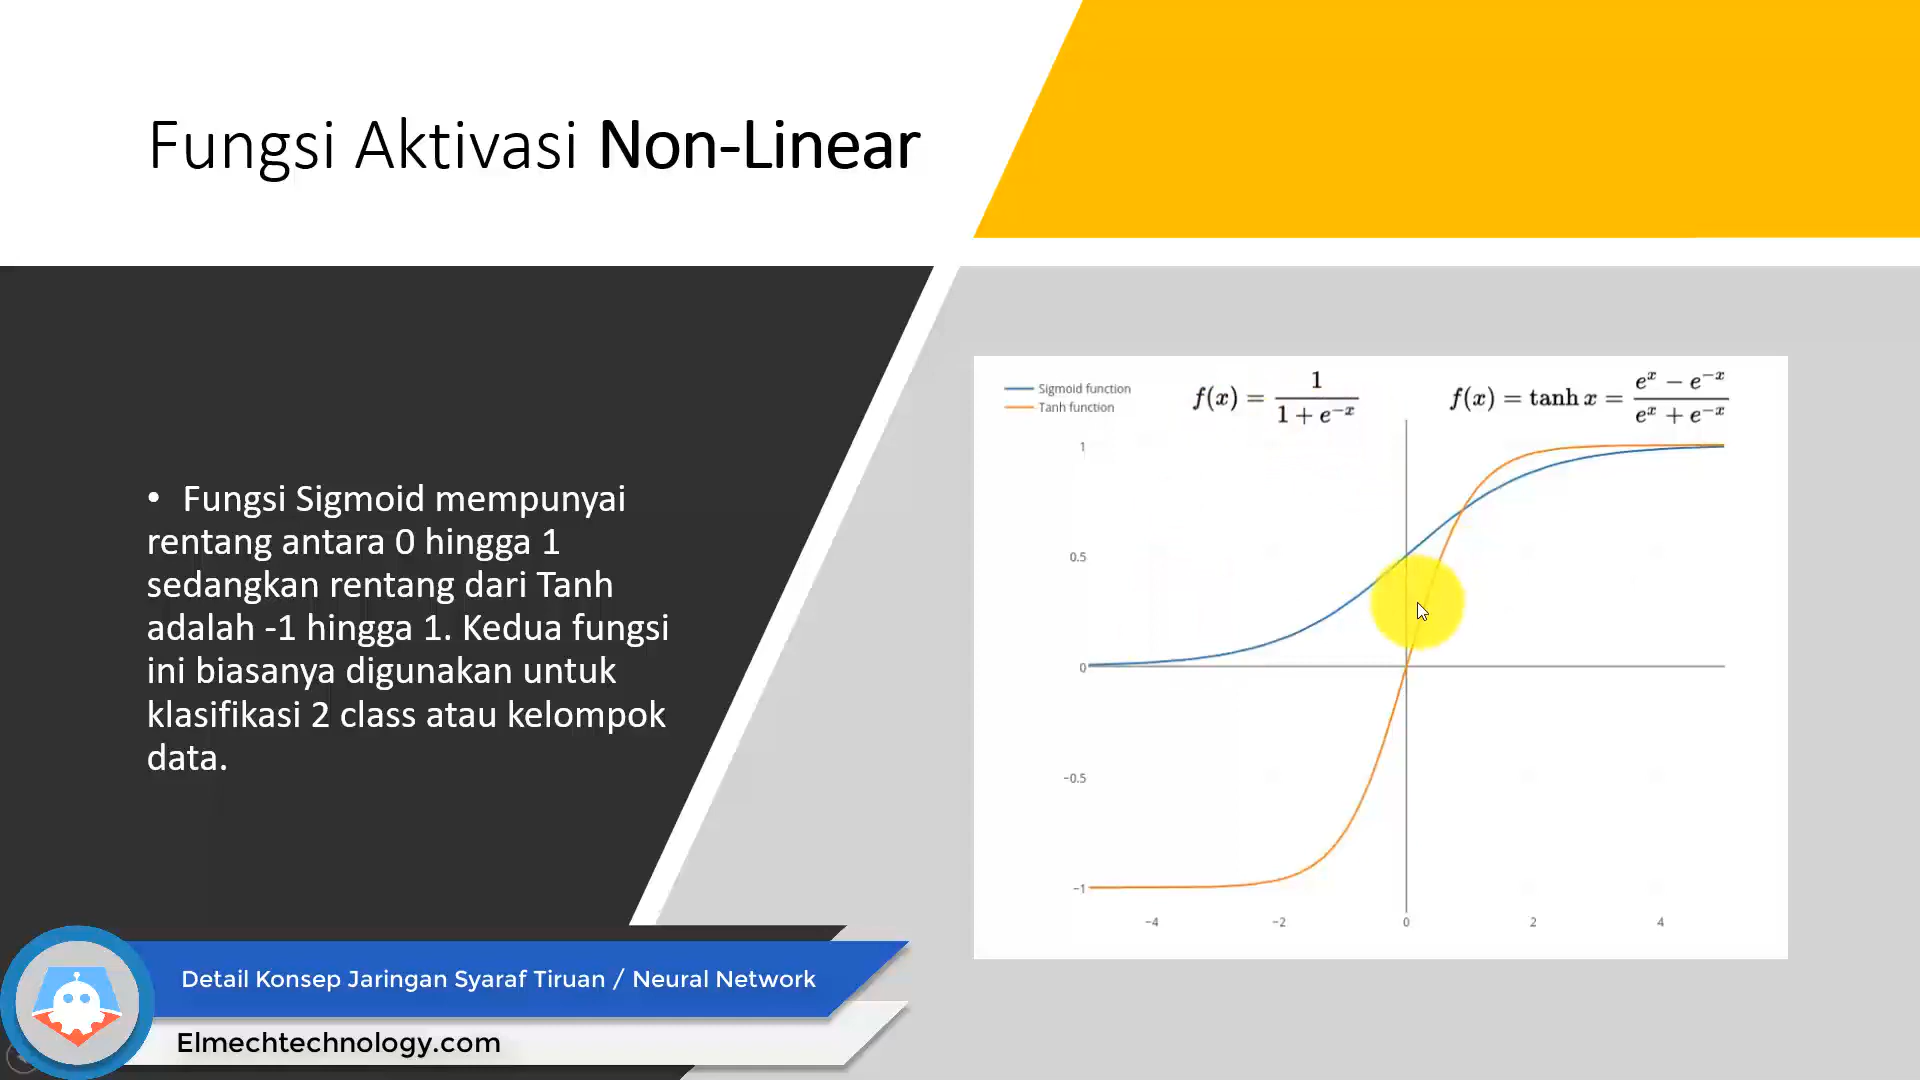 Fungsi Aktivasi Non-Linear
• Fungsi Sigmoid mempunyai
rentang antara 0 hingga 1
sedangkan rentang dari Tanh
adalah -1 hingga 1. Kedua fungsi
ini biasanya digunakan untuk
klasifikasi 2 class atau kelompok
data.
Sigmoid function
Tanh function
f(x) = 1 / (1 + e^{-x})
f(x) = tanh x = (e^x − e^{-x}) / (e^x + e^{-x})
1
0.5
0
−0.5
−1
−4 −2 0 2 4
Detail Konsep Jaringan Syaraf Tiruan / Neural Network
Elmechtechnology.com